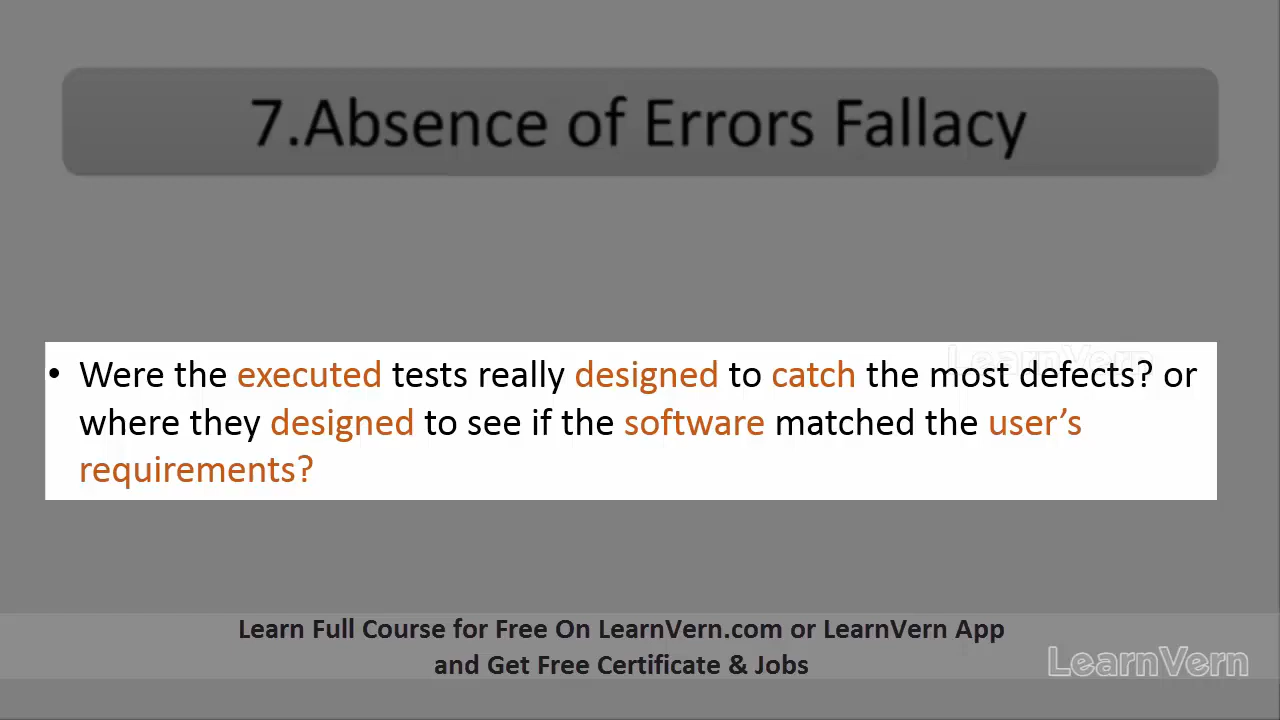 7.Absence of Errors Fallacy
LearnVern
• Were the executed tests really designed to catch the most defects? or
where they designed to see if the software matched the user’s
requirements?
Learn Full Course for Free On LearnVern.com or LearnVern App
and Get Free Certificate & Jobs
LearnVern